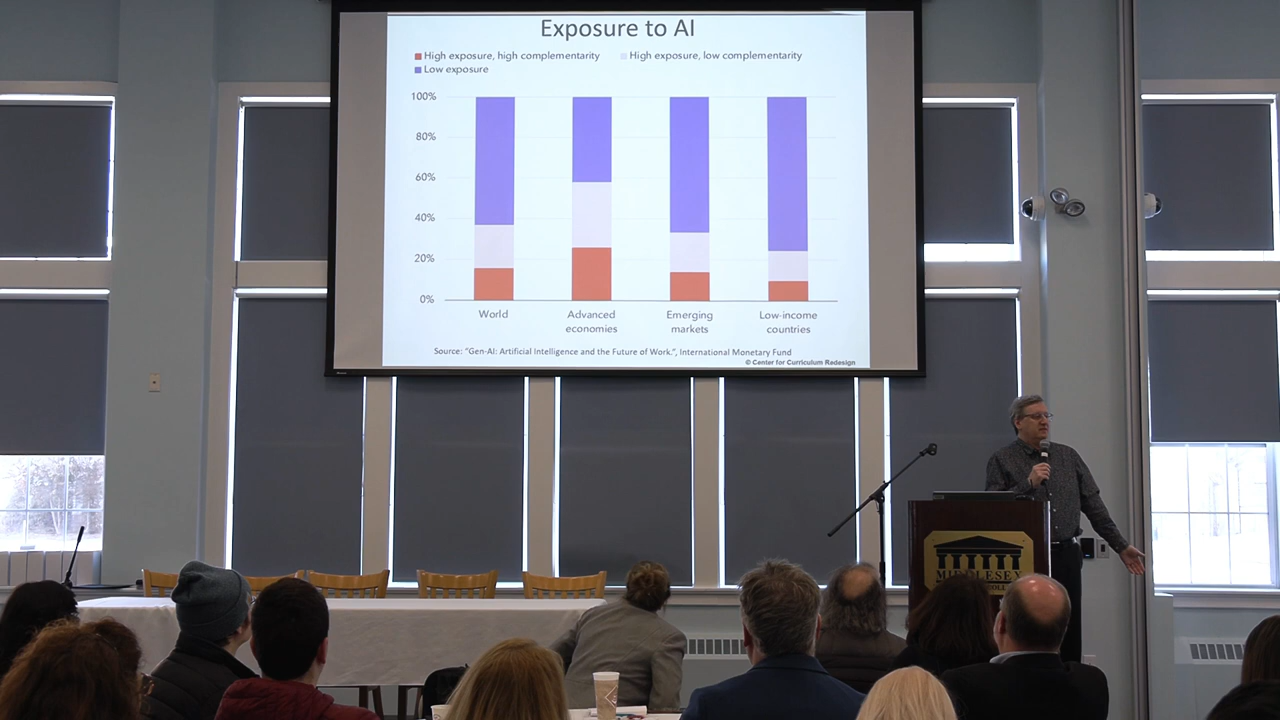 Exposure to AI
High exposure, high complementarity
High exposure, low complementarity
Low exposure
100%
80%
60%
40%
20%
0%
World
Advanced
economies
Emerging
markets
Low-income
countries
Source: "Gen-AI: Artificial Intelligence and the Future of Work.", International Monetary Fund
© Center for Curriculum Redesign
MIDDLESEX